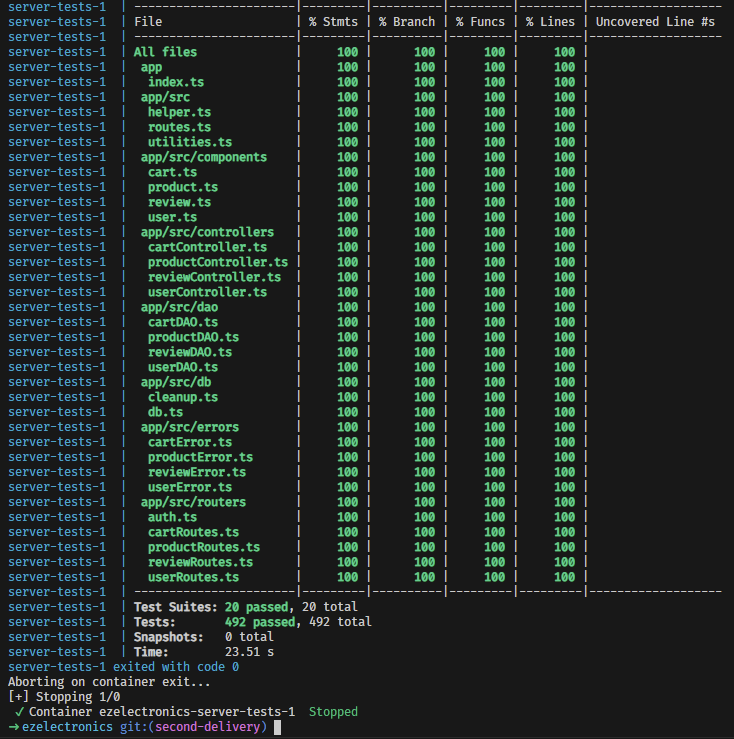 server-tests-1  | -----------------------|---------|----------|---------|---------|-------------------
server-tests-1  | File                   | % Stmts | % Branch | % Funcs | % Lines | Uncovered Line #s
server-tests-1  | -----------------------|---------|----------|---------|---------|-------------------
server-tests-1  | All files              |     100 |      100 |     100 |     100 |
server-tests-1  |  app                   |     100 |      100 |     100 |     100 |
server-tests-1  |   index.ts             |     100 |      100 |     100 |     100 |
server-tests-1  |  app/src               |     100 |      100 |     100 |     100 |
server-tests-1  |   helper.ts            |     100 |      100 |     100 |     100 |
server-tests-1  |   routes.ts            |     100 |      100 |     100 |     100 |
server-tests-1  |   utilities.ts         |     100 |      100 |     100 |     100 |
server-tests-1  |  app/src/components    |     100 |      100 |     100 |     100 |
server-tests-1  |   cart.ts              |     100 |      100 |     100 |     100 |
server-tests-1  |   product.ts           |     100 |      100 |     100 |     100 |
server-tests-1  |   review.ts            |     100 |      100 |     100 |     100 |
server-tests-1  |   user.ts              |     100 |      100 |     100 |     100 |
server-tests-1  |  app/src/controllers   |     100 |      100 |     100 |     100 |
server-tests-1  |   cartController.ts    |     100 |      100 |     100 |     100 |
server-tests-1  |   productController.ts |     100 |      100 |     100 |     100 |
server-tests-1  |   reviewController.ts  |     100 |      100 |     100 |     100 |
server-tests-1  |   userController.ts    |     100 |      100 |     100 |     100 |
server-tests-1  |  app/src/dao           |     100 |      100 |     100 |     100 |
server-tests-1  |   cartDAO.ts           |     100 |      100 |     100 |     100 |
server-tests-1  |   productDAO.ts        |     100 |      100 |     100 |     100 |
server-tests-1  |   reviewDAO.ts         |     100 |      100 |     100 |     100 |
server-tests-1  |   userDAO.ts           |     100 |      100 |     100 |     100 |
server-tests-1  |  app/src/db            |     100 |      100 |     100 |     100 |
server-tests-1  |   cleanup.ts           |     100 |      100 |     100 |     100 |
server-tests-1  |   db.ts                |     100 |      100 |     100 |     100 |
server-tests-1  |  app/src/errors        |     100 |      100 |     100 |     100 |
server-tests-1  |   cartError.ts         |     100 |      100 |     100 |     100 |
server-tests-1  |   productError.ts      |     100 |      100 |     100 |     100 |
server-tests-1  |   reviewError.ts       |     100 |      100 |     100 |     100 |
server-tests-1  |   userError.ts         |     100 |      100 |     100 |     100 |
server-tests-1  |  app/src/routers       |     100 |      100 |     100 |     100 |
server-tests-1  |   auth.ts              |     100 |      100 |     100 |     100 |
server-tests-1  |   cartRoutes.ts        |     100 |      100 |     100 |     100 |
server-tests-1  |   productRoutes.ts     |     100 |      100 |     100 |     100 |
server-tests-1  |   reviewRoutes.ts      |     100 |      100 |     100 |     100 |
server-tests-1  |   userRoutes.ts        |     100 |      100 |     100 |     100 |
server-tests-1  | -----------------------|---------|----------|---------|---------|-------------------
server-tests-1  | Test Suites: 20 passed, 20 total
server-tests-1  | Tests:       492 passed, 492 total
server-tests-1  | Snapshots:   0 total
server-tests-1  | Time:        23.51 s
server-tests-1 exited with code 0
Aborting on container exit...
[+] Stopping 1/0
 ✓ Container ezelectronics-server-tests-1  Stopped
→ ezelectronics git:(second-delivery)